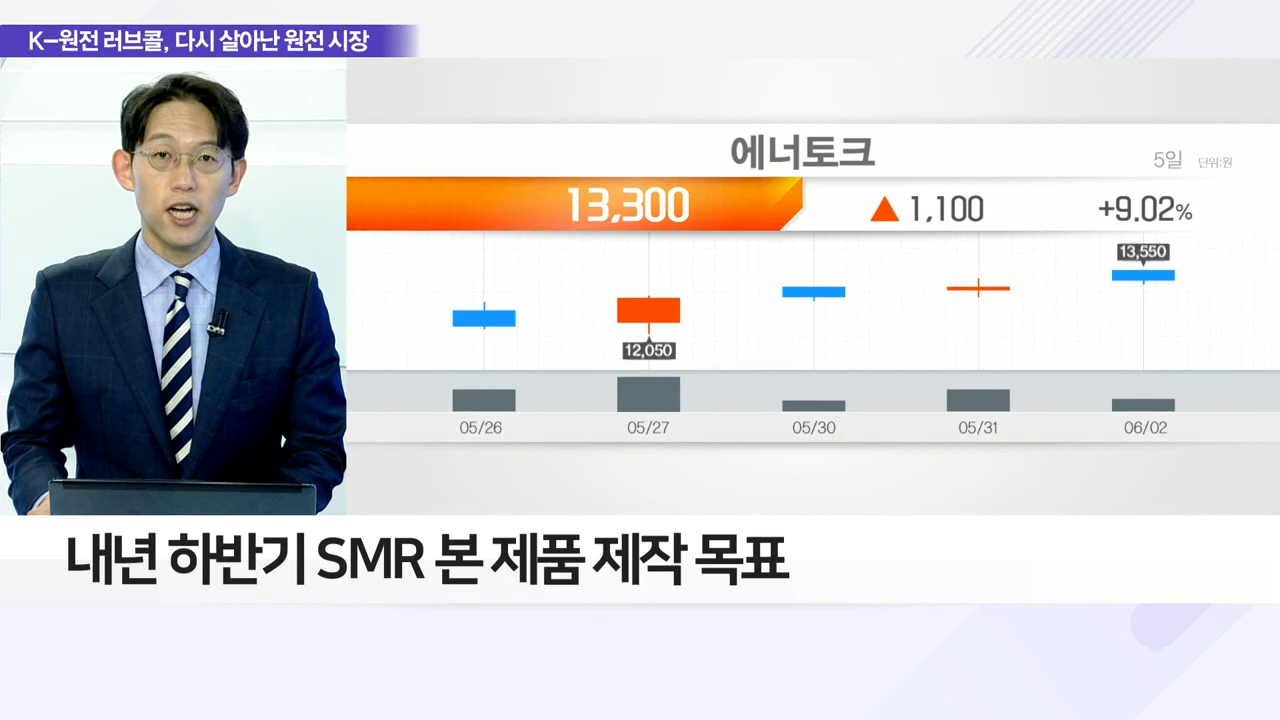 K-원전 러브콜, 다시 살아난 원전 시장
에너토크
5일 단위:원
13,300 ▲ 1,100 +9.02%
13,550
12,050
05/26 05/27 05/30 05/31 06/02
내년 하반기 SMR 본 제품 제작 목표